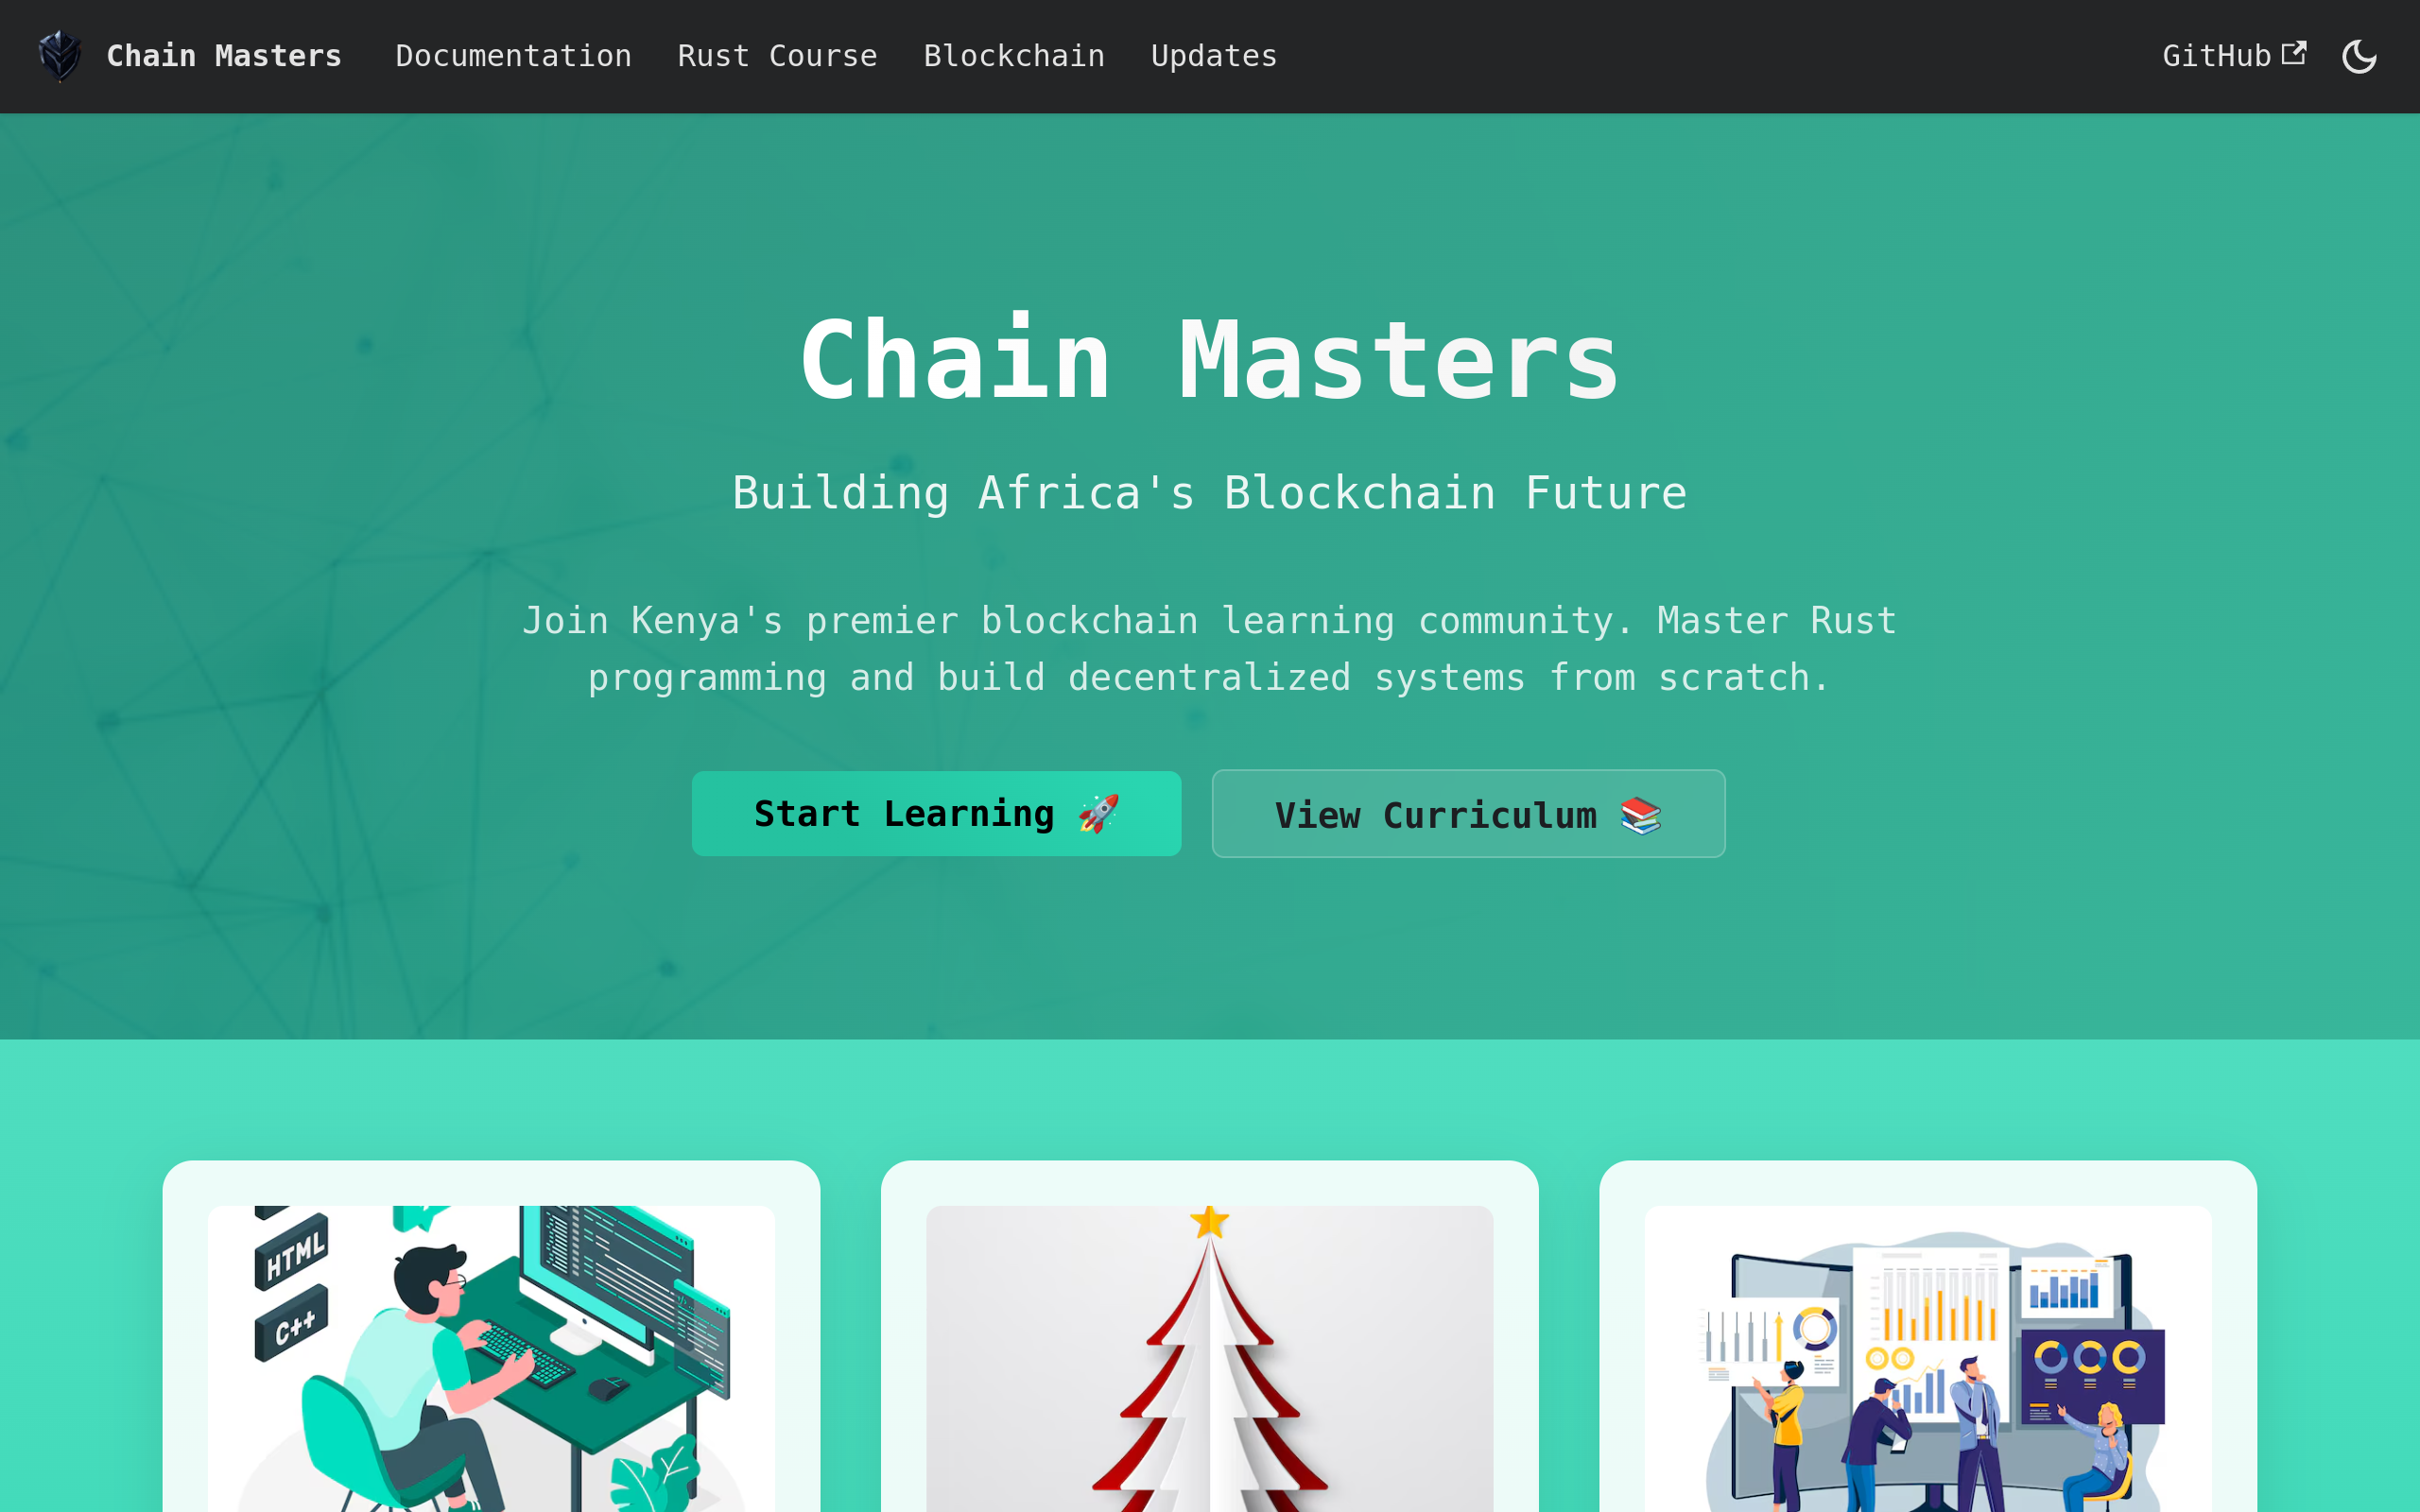 Chain Masters
Documentation
Rust Course
Blockchain
Updates
GitHub
Chain Masters
Building Africa's Blockchain Future
Join Kenya's premier blockchain learning community. Master Rust
programming and build decentralized systems from scratch.
Start Learning 🚀
View Curriculum 📚
HTML
C++